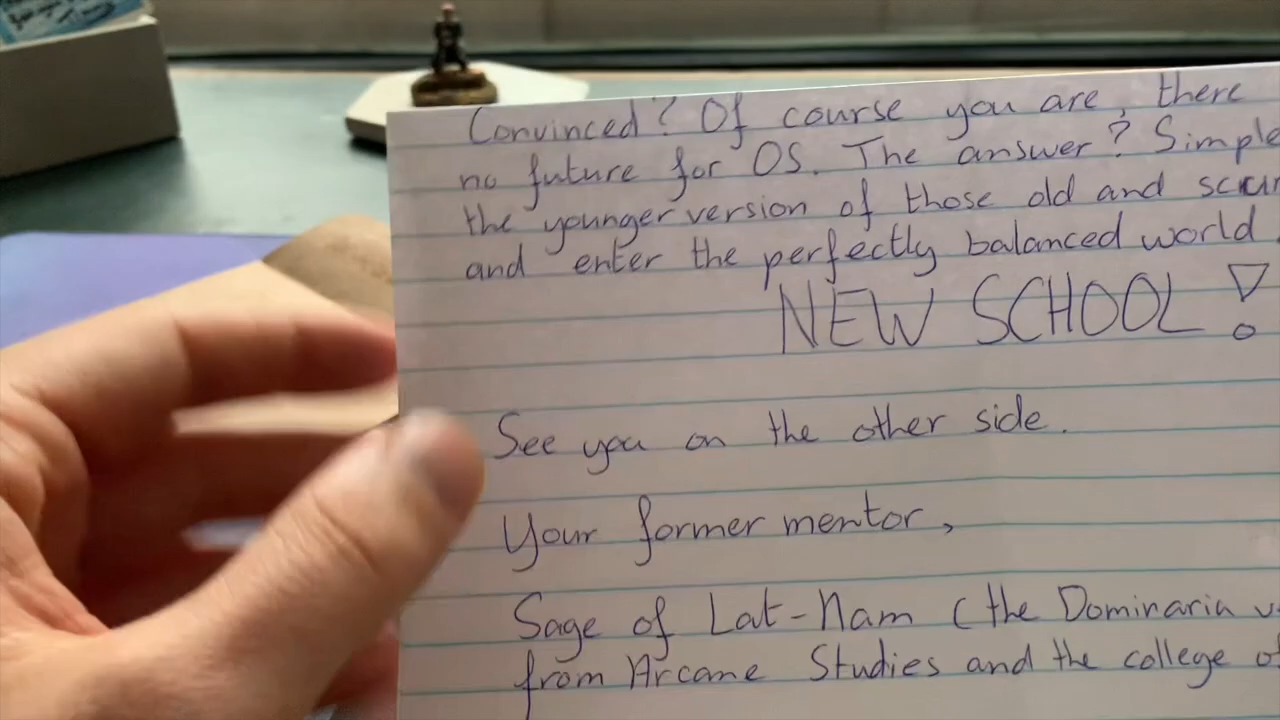 Convinced? Of course you are, there
no future for OS. The answer? Simple
the younger version of those old and
and enter the perfectly balanced world
NEW SCHOOL!
See you on the other side.
Your former mentor,
Sage of Lat-Nam (the Dominaria
from Arcane Studies and the college of